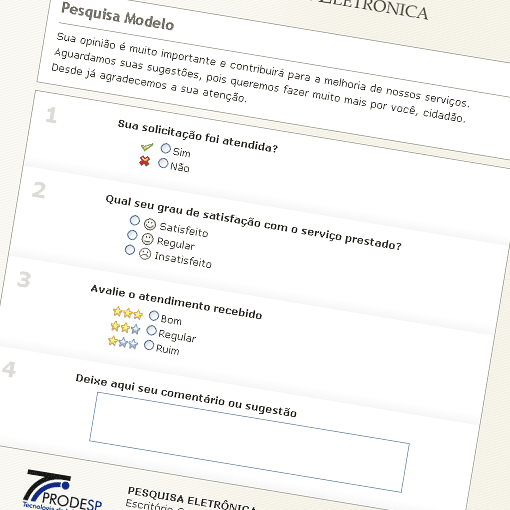 ELETRÔNICA
Pesquisa Modelo
Sua opinião é muito importante e contribuirá para a melhoria de nossos serviços.
Aguardamos suas sugestões, pois queremos fazer muito mais por você, cidadão.
Desde já agradecemos a sua atenção.
1
Sua solicitação foi atendida?
Sim
Não
2
Qual seu grau de satisfação com o serviço prestado?
Satisfeito
Regular
Insatisfeito
3
Avalie o atendimento recebido
Bom
Regular
Ruim
4
Deixe aqui seu comentário ou sugestão
PRODESP
Tecnologia
PESQUISA ELETRÔNICA
Escritório